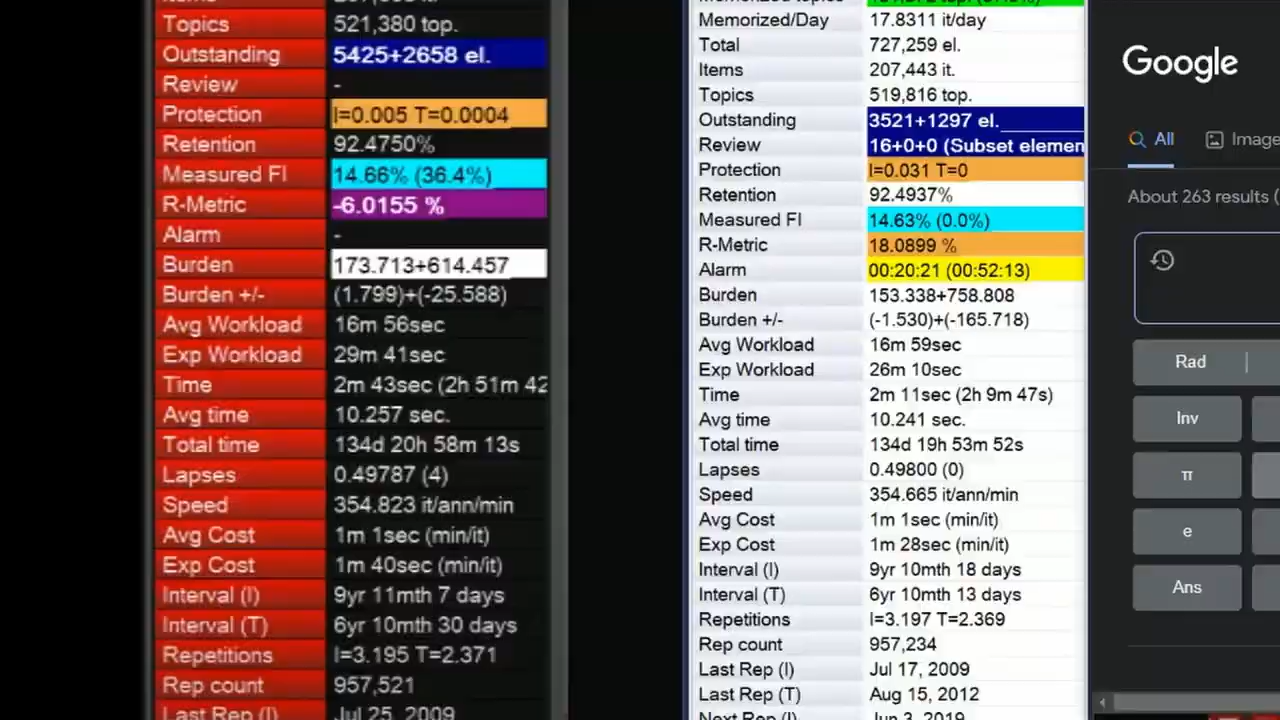 Topics 521,380 top.
Outstanding 5425+2658 el.
Review -
Protection I=0.005 T=0.0004
Retention 92.4750%
Measured FI 14.66% (36.4%)
R-Metric -6.0155 %
Alarm -
Burden 173.713+614.457
Burden +/- (1.799)+(-25.588)
Avg Workload 16m 56sec
Exp Workload 29m 41sec
Time 2m 43sec (2h 51m 42
Avg time 10.257 sec.
Total time 134d 20h 58m 13s
Lapses 0.49787 (4)
Speed 354.823 it/ann/min
Avg Cost 1m 1sec (min/it)
Exp Cost 1m 40sec (min/it)
Interval (I) 9yr 11mth 7 days
Interval (T) 6yr 10mth 30 days
Repetitions I=3.195 T=2.371
Rep count 957,521
Last Rep (I) Jul 25, 2009
Memorized/Day 17.8311 it/day
Total 727,259 el.
Items 207,443 it.
Topics 519,816 top.
Outstanding 3521+1297 el.
Review 16+0+0 (Subset elemen
Protection I=0.031 T=0
Retention 92.4937%
Measured FI 14.63% (0.0%)
R-Metric 18.0899 %
Alarm 00:20:21 (00:52:13)
Burden 153.338+758.808
Burden +/- (-1.530)+(-165.718)
Avg Workload 16m 59sec
Exp Workload 26m 10sec
Time 2m 11sec (2h 9m 47s)
Avg time 10.241 sec.
Total time 134d 19h 53m 52s
Lapses 0.49800 (0)
Speed 354.665 it/ann/min
Avg Cost 1m 1sec (min/it)
Exp Cost 1m 28sec (min/it)
Interval (I) 9yr 10mth 18 days
Interval (T) 6yr 10mth 13 days
Repetitions I=3.197 T=2.369
Rep count 957,234
Last Rep (I) Jul 17, 2009
Last Rep (T) Aug 15, 2012
Next Rep (I) Jun 3, 2019
Google
All Image
About 263 results (
Rad
Inv
π
e
Ans